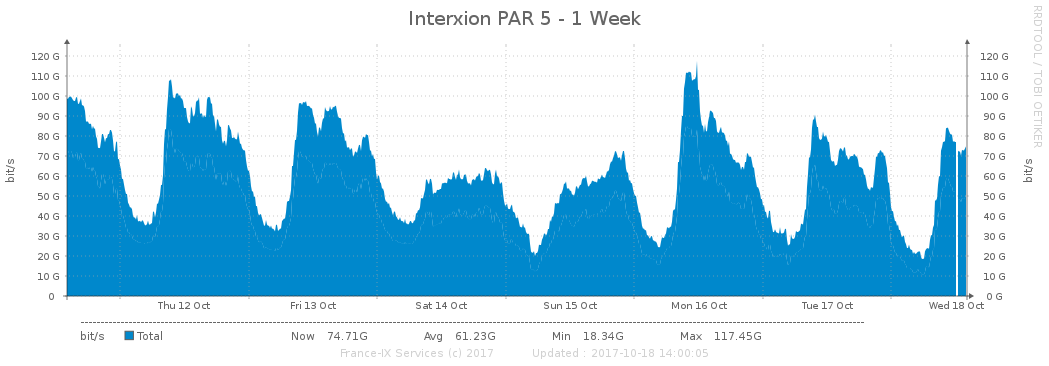 Interxion PAR 5 - 1 Week
RRDTOOL / TOBI OETIKER
120 G 120 G
110 G 110 G
100 G 100 G
90 G 90 G
80 G 80 G
70 G 70 G
60 G 60 G
50 G 50 G
40 G 40 G
30 G 30 G
20 G 20 G
10 G 10 G
0 0 G
bit/s
bit/s
Thu 12 Oct Fri 13 Oct Sat 14 Oct Sun 15 Oct Mon 16 Oct Tue 17 Oct Wed 18 Oct
bit/s Total Now 74.71G Avg 61.23G Min 18.34G Max 117.45G
France-IX Services (c) 2017 Updated : 2017-10-18 14:00:05